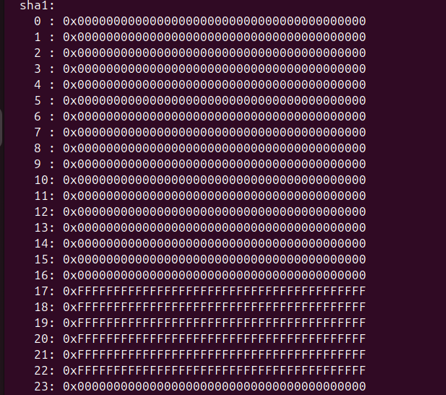 sha1:
0 : 0x0000000000000000000000000000000000000000
1 : 0x0000000000000000000000000000000000000000
2 : 0x0000000000000000000000000000000000000000
3 : 0x0000000000000000000000000000000000000000
4 : 0x0000000000000000000000000000000000000000
5 : 0x0000000000000000000000000000000000000000
6 : 0x0000000000000000000000000000000000000000
7 : 0x0000000000000000000000000000000000000000
8 : 0x0000000000000000000000000000000000000000
9 : 0x0000000000000000000000000000000000000000
10: 0x0000000000000000000000000000000000000000
11: 0x0000000000000000000000000000000000000000
12: 0x0000000000000000000000000000000000000000
13: 0x0000000000000000000000000000000000000000
14: 0x0000000000000000000000000000000000000000
15: 0x0000000000000000000000000000000000000000
16: 0x0000000000000000000000000000000000000000
17: 0xFFFFFFFFFFFFFFFFFFFFFFFFFFFFFFFFFFFFFFFF
18: 0xFFFFFFFFFFFFFFFFFFFFFFFFFFFFFFFFFFFFFFFF
19: 0xFFFFFFFFFFFFFFFFFFFFFFFFFFFFFFFFFFFFFFFF
20: 0xFFFFFFFFFFFFFFFFFFFFFFFFFFFFFFFFFFFFFFFF
21: 0xFFFFFFFFFFFFFFFFFFFFFFFFFFFFFFFFFFFFFFFF
22: 0xFFFFFFFFFFFFFFFFFFFFFFFFFFFFFFFFFFFFFFFF
23: 0x0000000000000000000000000000000000000000